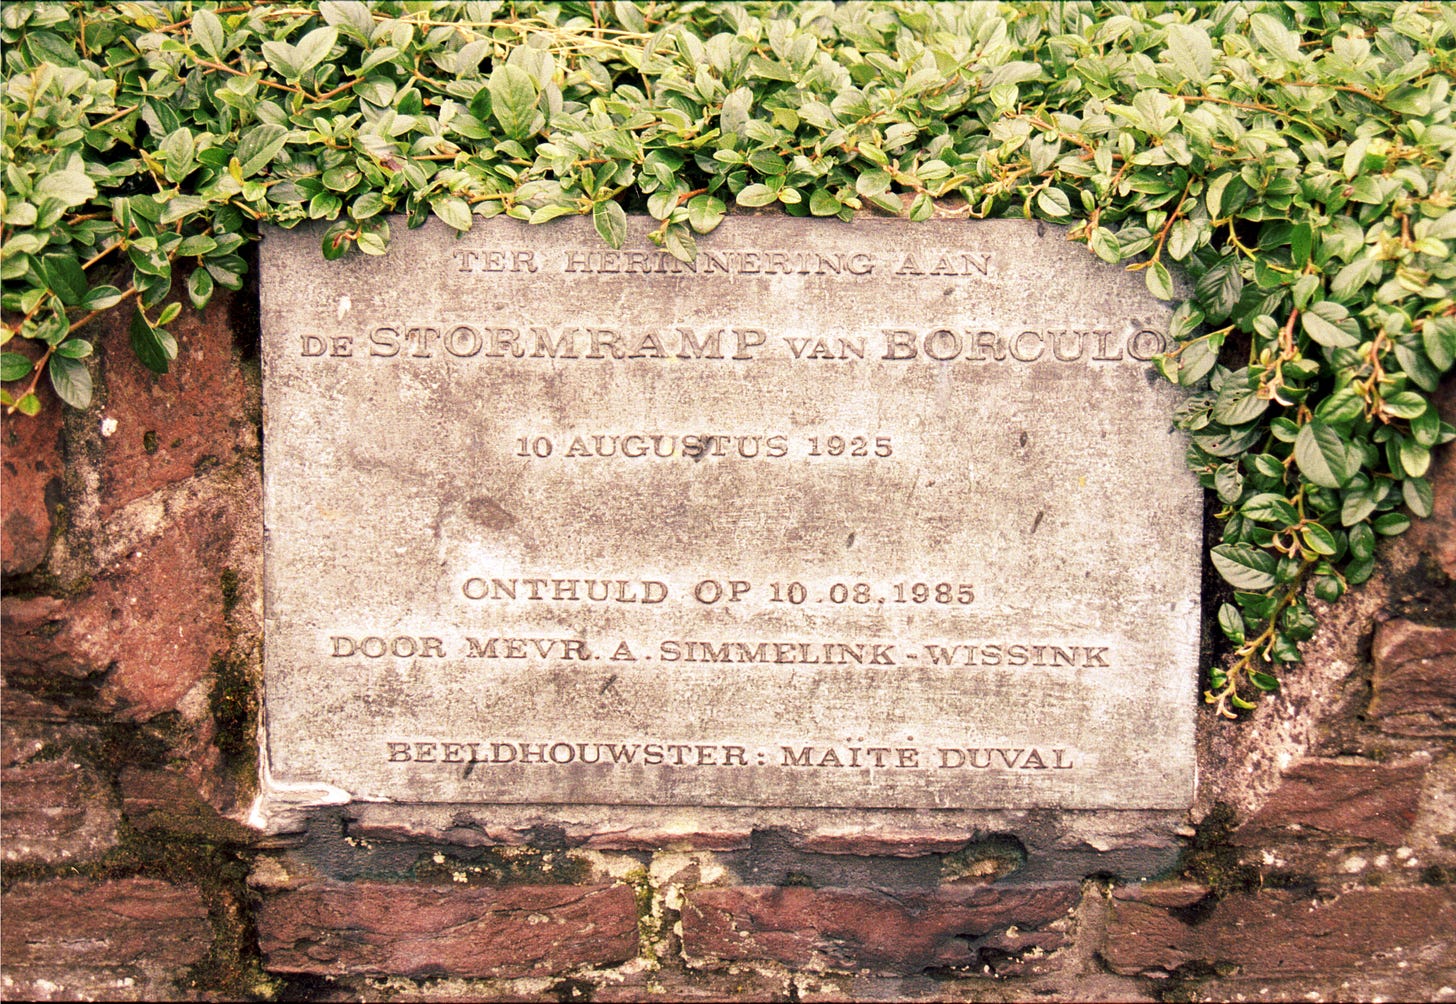 TER HERINNERING AAN
DE STORMRAMP VAN BORCULO
10 AUGUSTUS 1925
ONTHULD OP 10.08.1985
DOOR MEVR. A. SIMMELINK-WISSINK
BEELDHOUWSTER: MAÏTÉ DUVAL